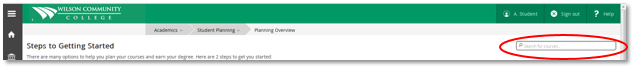 WILSON COMMUNITY
COLLEGE
A. Student Sign out ? Help
Academics Student Planning Planning Overview
Steps to Getting Started
Search for courses...
There are many options to help you plan your courses and earn your degree. Here are 2 steps to get you started: